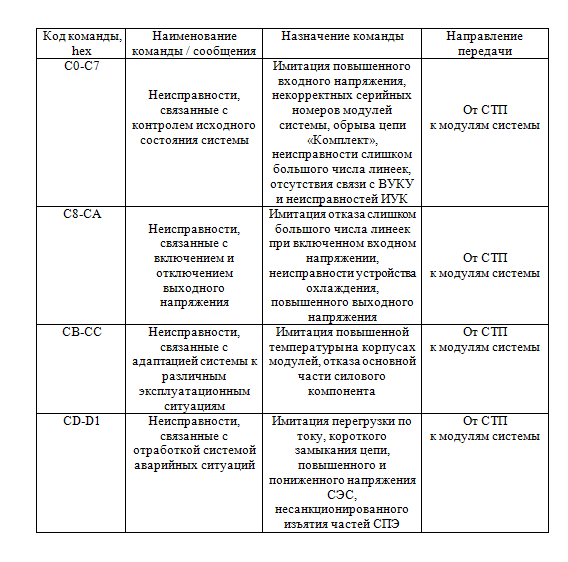 Код команды, hex
Наименование команды / сообщения
Назначение команды
Направление передачи
C0-C7
Неисправности,
связанные с
контролем исходного
состояния системы
Имитация повышенного
входного напряжения,
некорректных серийных
номеров модулей
системы, обрыва цепи
«Комплект»,
неисправности слишком
большого числа линеек,
отсутствия связи с ВУКУ
и неисправностей ИУК
От СТП
к модулям системы
C8-CA
Неисправности,
связанные с
включением и
отключением
выходного
напряжения
Имитация отказа слишком
большого числа линеек
при включенном входном
напряжении,
неисправности устройства
охлаждения,
повышенного выходного
напряжения
От СТП
к модулям системы
CB-CC
Неисправности,
связанные с
адаптацией системы к
различным
эксплуатационным
ситуациям
Имитация повышенной
температуры на корпусах
модулей, отказа основной
части силового
компонента
От СТП
к модулям системы
CD-D1
Неисправности,
связанные с
отработкой системой
аварийных ситуаций
Имитация перегрузки по
току, короткого
замыкания цепи,
повышенного и
пониженного напряжения
СЭС,
несанкционированного
изъятия частей СПЭ
От СТП
к модулям системы